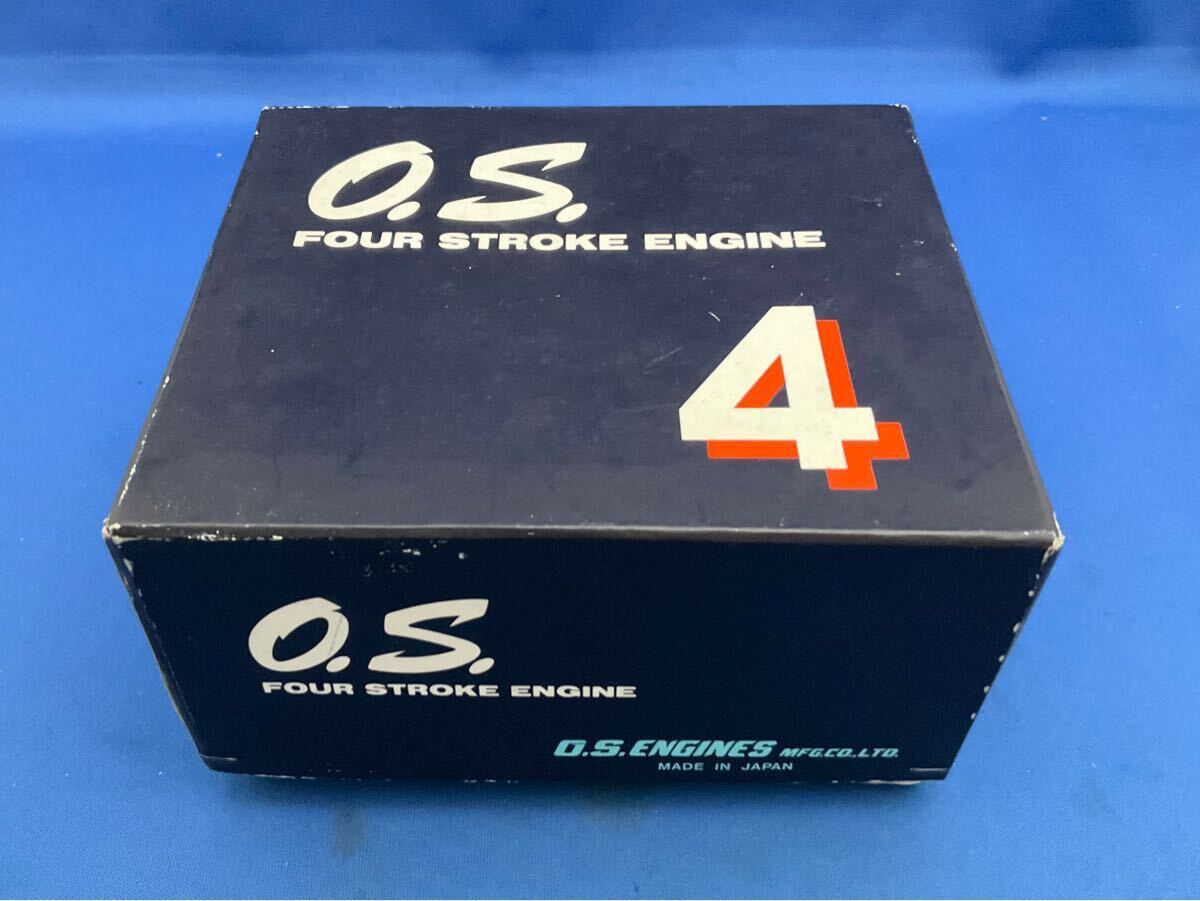 O.S.
FOUR STROKE ENGINE
4
O.S.
FOUR STROKE ENGINE
O.S.ENGINES MFG.CO.,LTD.
MADE IN JAPAN